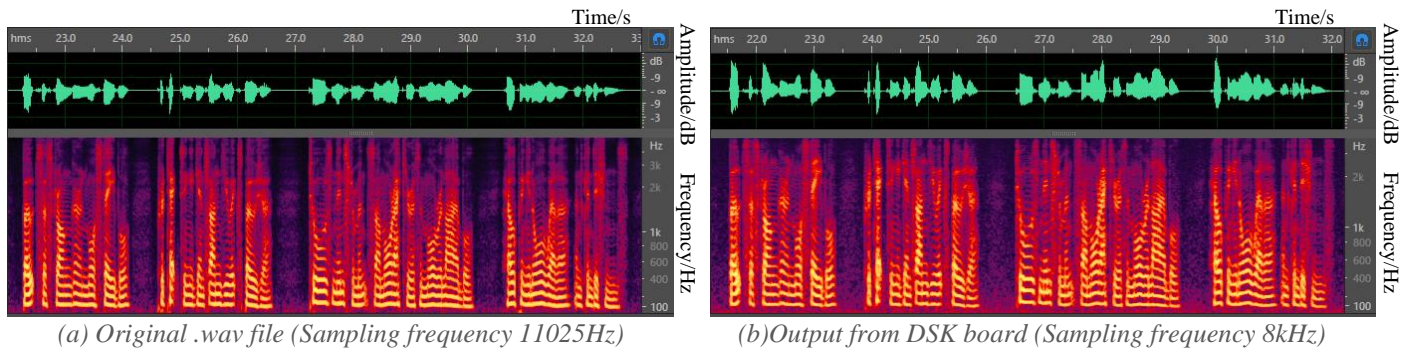 Time/s
hms 23.0 24.0 25.0 26.0 27.0 28.0 29.0 30.0 31.0 32.0 33
dB
-9
- ∞
-9
-3
Amplitude/dB
Hz
3k
2k
1k
800
600
400
100
Frequency/Hz
(a) Original .wav file (Sampling frequency 11025Hz)
Time/s
hms 22.0 23.0 24.0 25.0 26.0 27.0 28.0 29.0 30.0 31.0 32.0
dB
-9
- ∞
-9
-3
Amplitude/dB
Hz
2k
1k
800
600
400
100
Frequency/Hz
(b)Output from DSK board (Sampling frequency 8kHz)